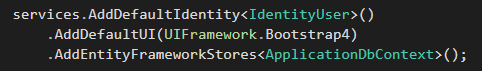 services.AddDefaultIdentity<IdentityUser>()
    .AddDefaultUI(UIFramework.Bootstrap4)
    .AddEntityFrameworkStores<ApplicationDbContext>();